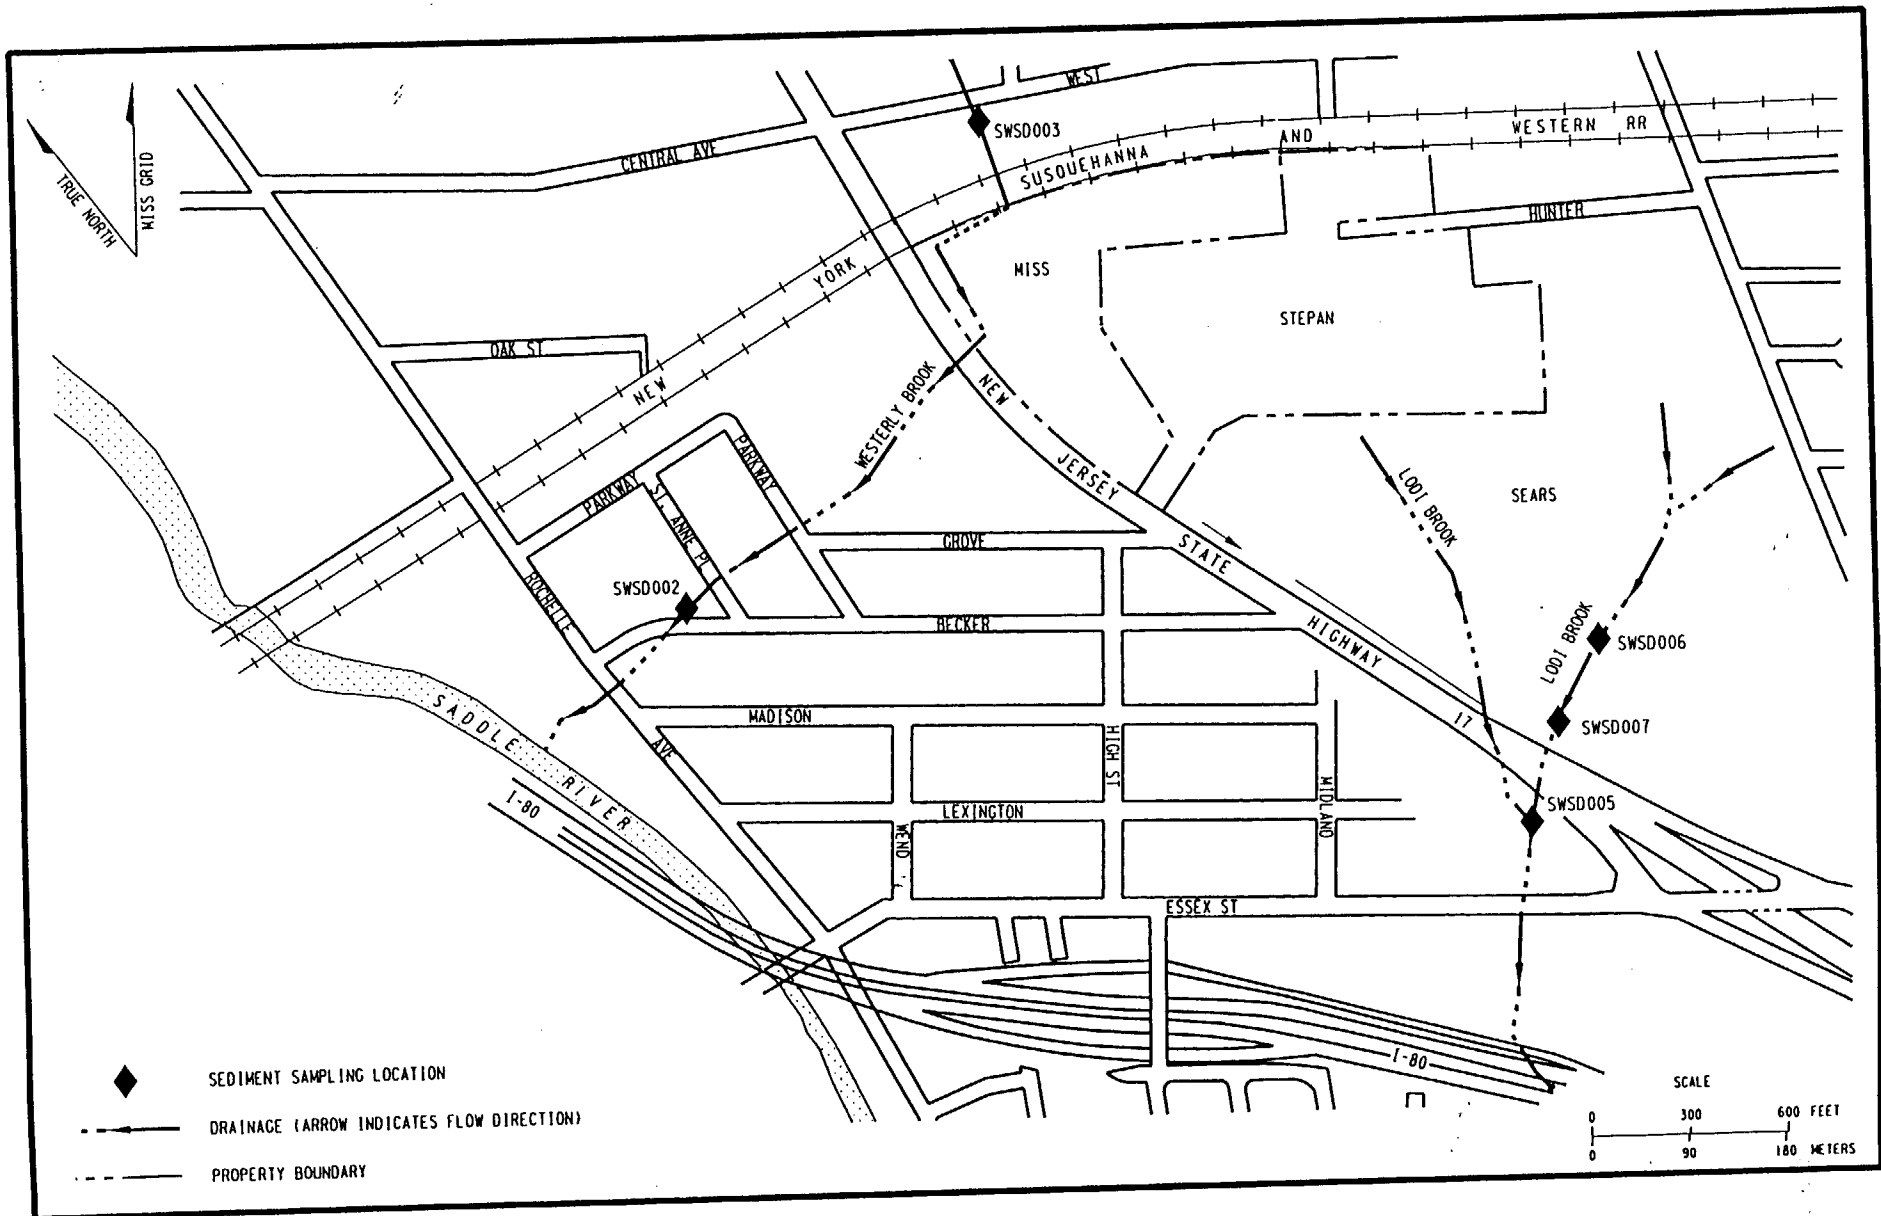 WEST
SWSD003
CENTRAL AVE
TRUE NORTH
MISS GRID
NEW
YORK
SUSQUEHANNA
AND
WESTERN RR
HUNTER
MISS
STEPAN
OAK ST
WESTERLY BROOK
PARKWAY
PARKWAY
ST. ANNE PL
NEW
JERSEY
STATE
HIGHWAY
17
LODI BROOK
SEARS
GROVE
SWSD002
ROCHELLE
AVE
BECKER
LODI BROOK
SWSD006
SWSD007
SADDLE
RIVER
MADISON
HIGH ST
MIDLAND
SWSD005
I-80
LEXINGTON
WEND
ESSEX ST
I-80
SEDIMENT SAMPLING LOCATION
DRAINAGE (ARROW INDICATES FLOW DIRECTION)
PROPERTY BOUNDARY
SCALE
0 300 600 FEET
0 90 180 METERS